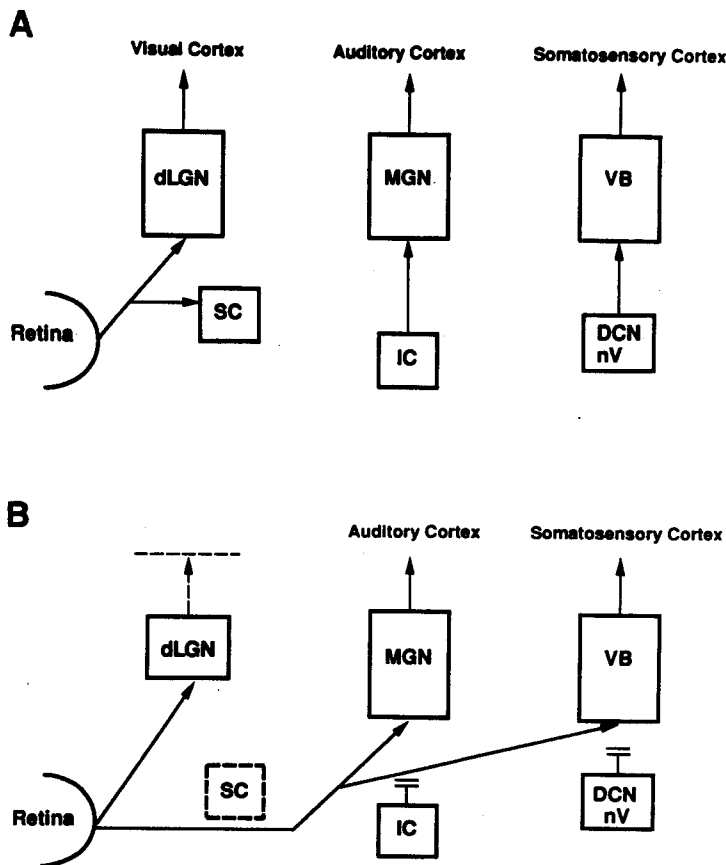 A
Visual Cortex
Auditory Cortex
Somatosensory Cortex
dLGN
MGN
VB
Retina
SC
IC
DCN
nV
B
Auditory Cortex
Somatosensory Cortex
dLGN
MGN
VB
SC
Retina
IC
DCN
nV